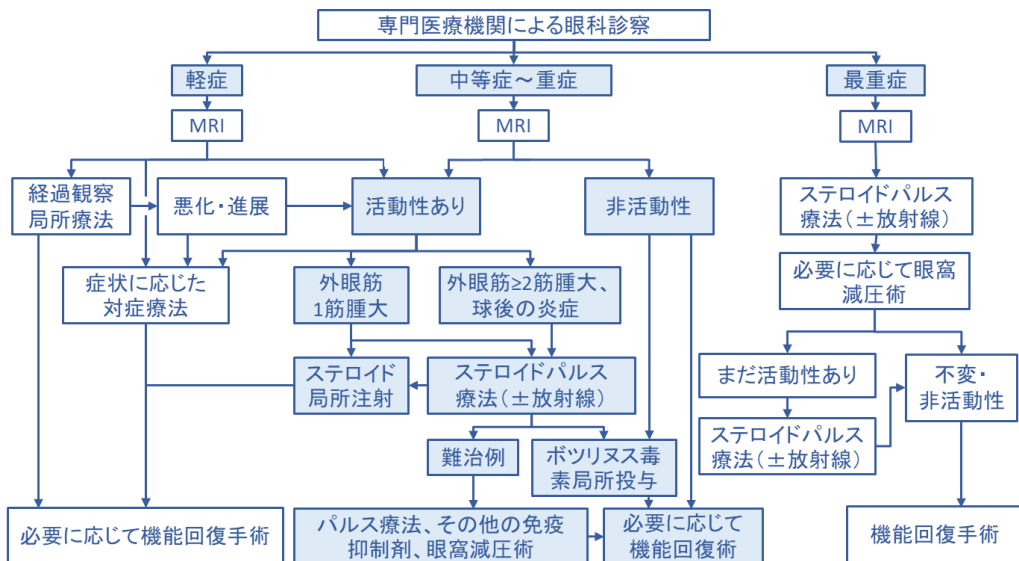 専門医療機関による眼科診察
軽症
中等症～重症
最重症
MRI
MRI
MRI
経過観察
局所療法
悪化・進展
活動性あり
非活動性
ステロイドパルス
療法(±放射線)
症状に応じた
対症療法
外眼筋
1筋腫大
外眼筋≥2筋腫大、
球後の炎症
必要に応じて眼窩
減圧術
ステロイド
局所注射
ステロイドパルス
療法(±放射線)
まだ活動性あり
不変・
非活動性
ステロイドパルス
療法(±放射線)
難治例
ボツリヌス毒
素局所投与
必要に応じて機能回復手術
パルス療法、その他の免疫
抑制剤、眼窩減圧術
必要に応じて
機能回復術
機能回復手術